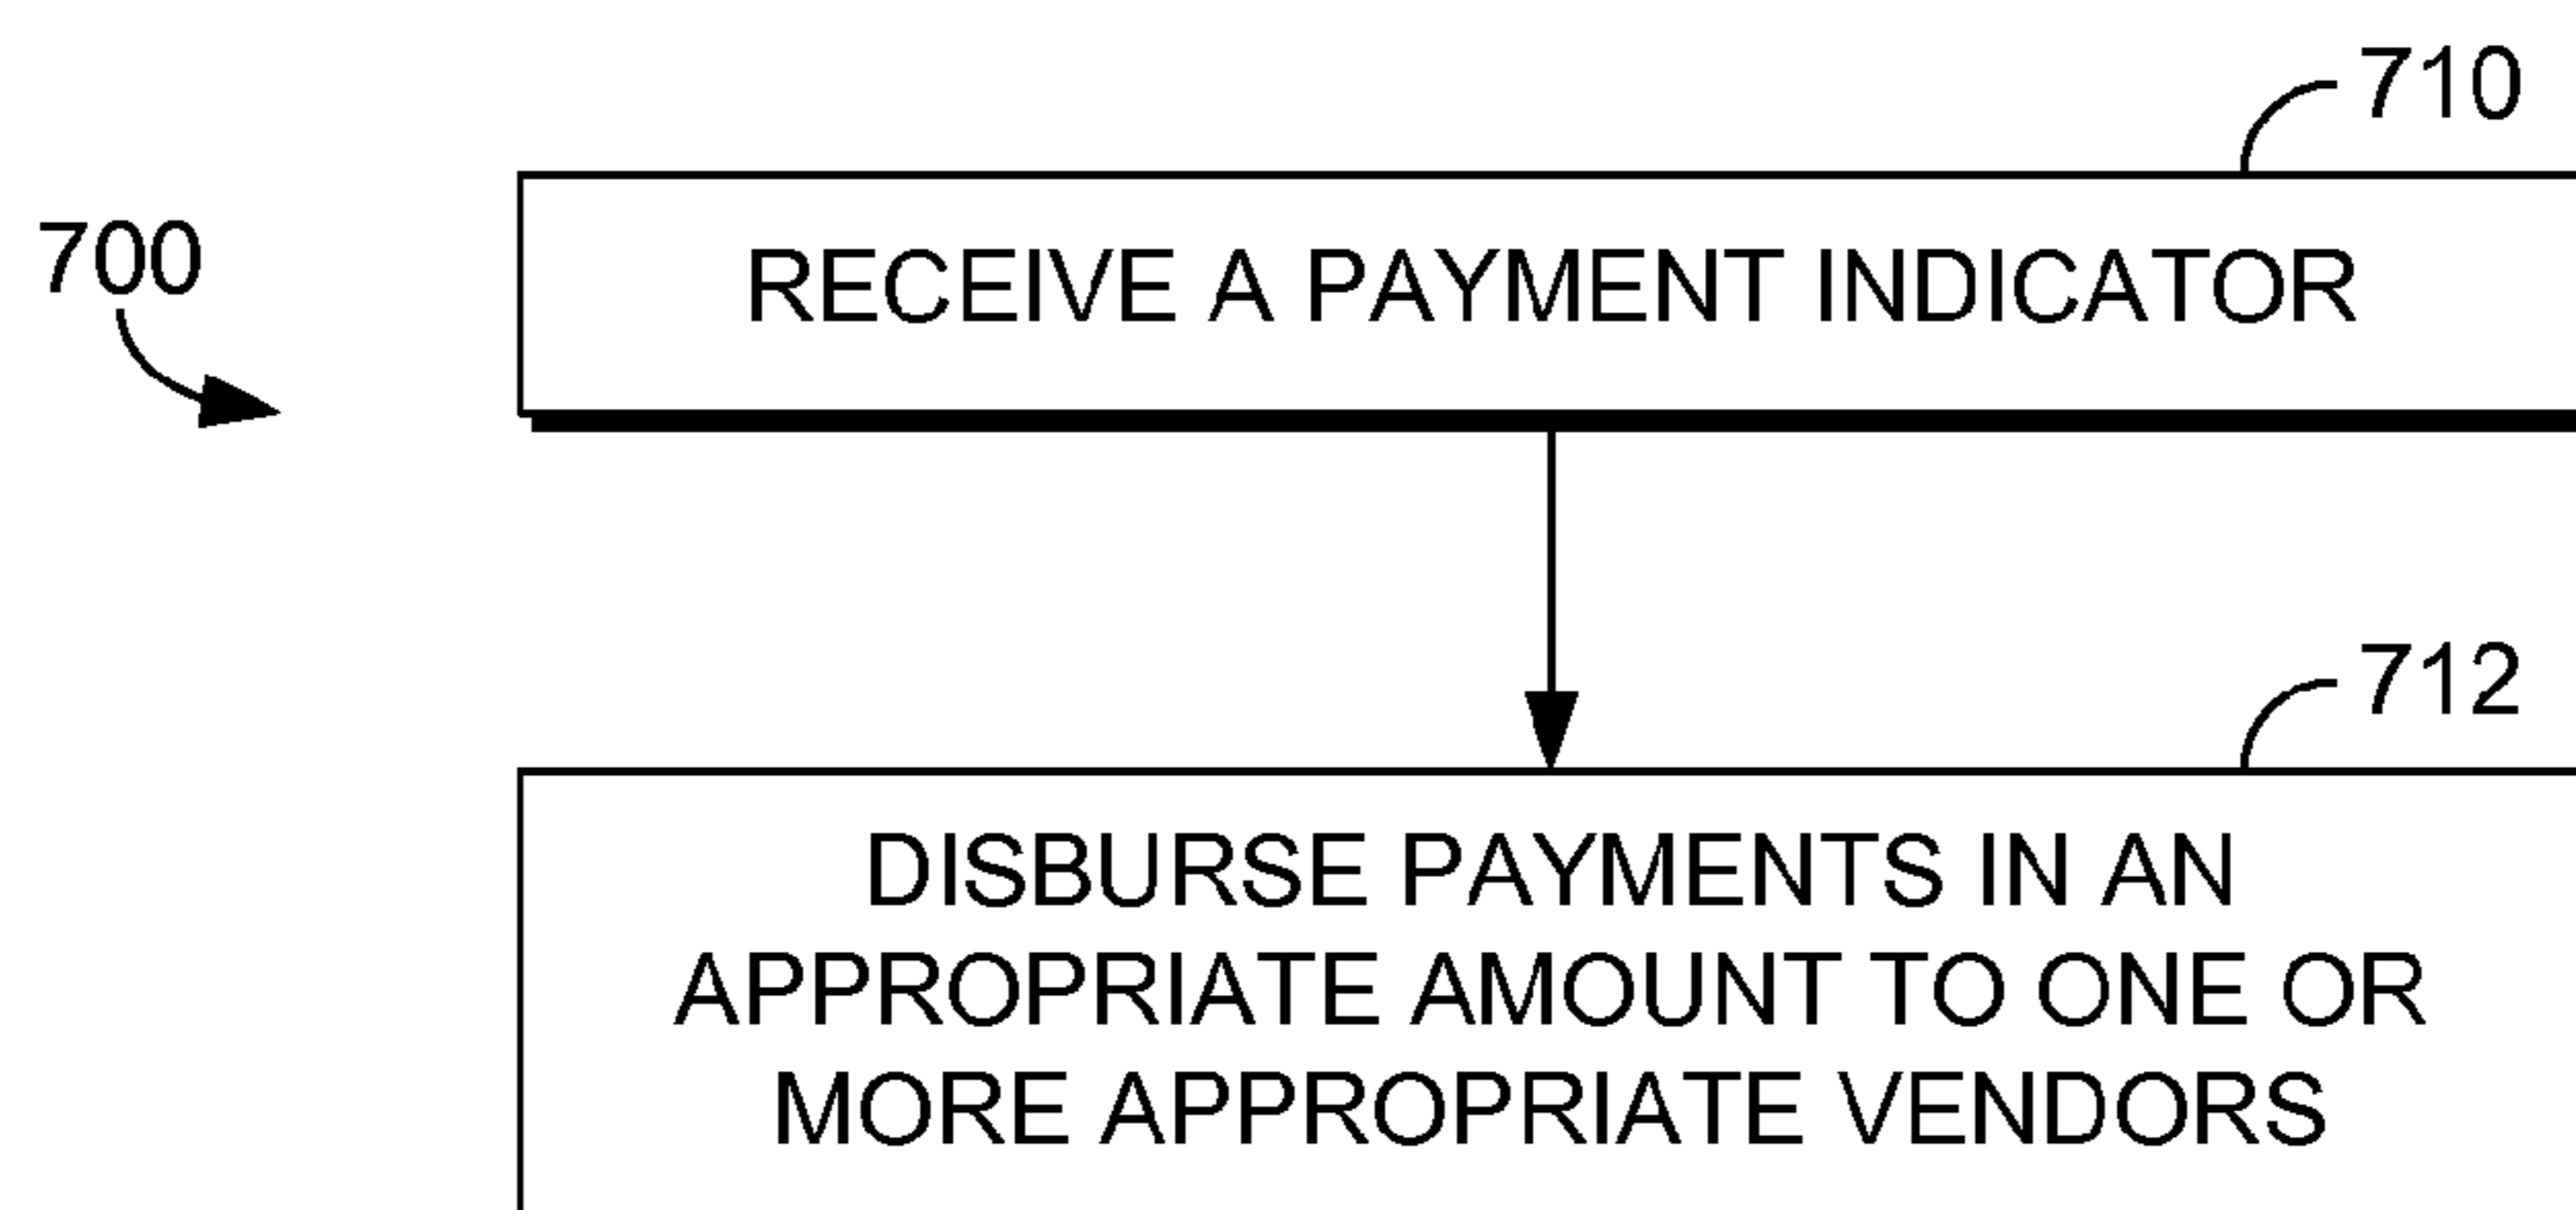 710
700
RECEIVE A PAYMENT INDICATOR
712
DISBURSE PAYMENTS IN AN
APPROPRIATE AMOUNT TO ONE OR
MORE APPROPRIATE VENDORS